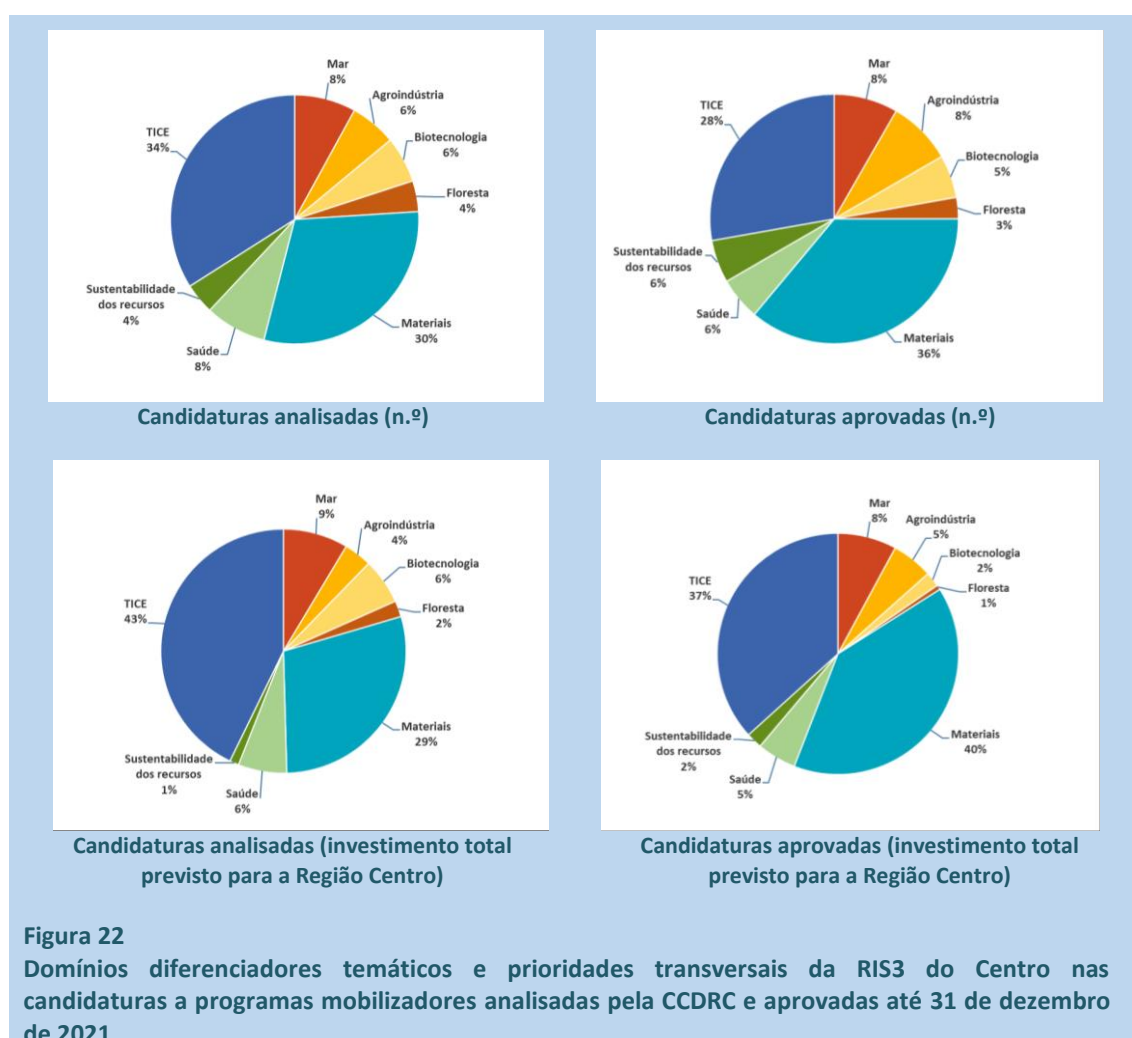 Mar
8%
Agroindústria
6%
Biotecnologia
6%
Floresta
4%
Materiais
30%
Saúde
8%
Sustentabilidade
dos recursos
4%
TICE
34%
Candidaturas analisadas (n.º)
Mar
8%
Agroindústria
8%
Biotecnologia
5%
Floresta
3%
Materiais
36%
Saúde
6%
Sustentabilidade
dos recursos
6%
TICE
28%
Candidaturas aprovadas (n.º)
Mar
9%
Agroindústria
4%
Biotecnologia
6%
Floresta
2%
Materiais
29%
Saúde
6%
Sustentabilidade
dos recursos
1%
TICE
43%
Candidaturas analisadas (investimento total
previsto para a Região Centro)
Mar
8%
Agroindústria
5%
Biotecnologia
2%
Floresta
1%
Materiais
40%
Saúde
5%
Sustentabilidade
dos recursos
2%
TICE
37%
Candidaturas aprovadas (investimento total
previsto para a Região Centro)
Figura 22
Domínios diferenciadores temáticos e prioridades transversais da RIS3 do Centro nas
candidaturas a programas mobilizadores analisadas pela CCDRC e aprovadas até 31 de dezembro
de 2021